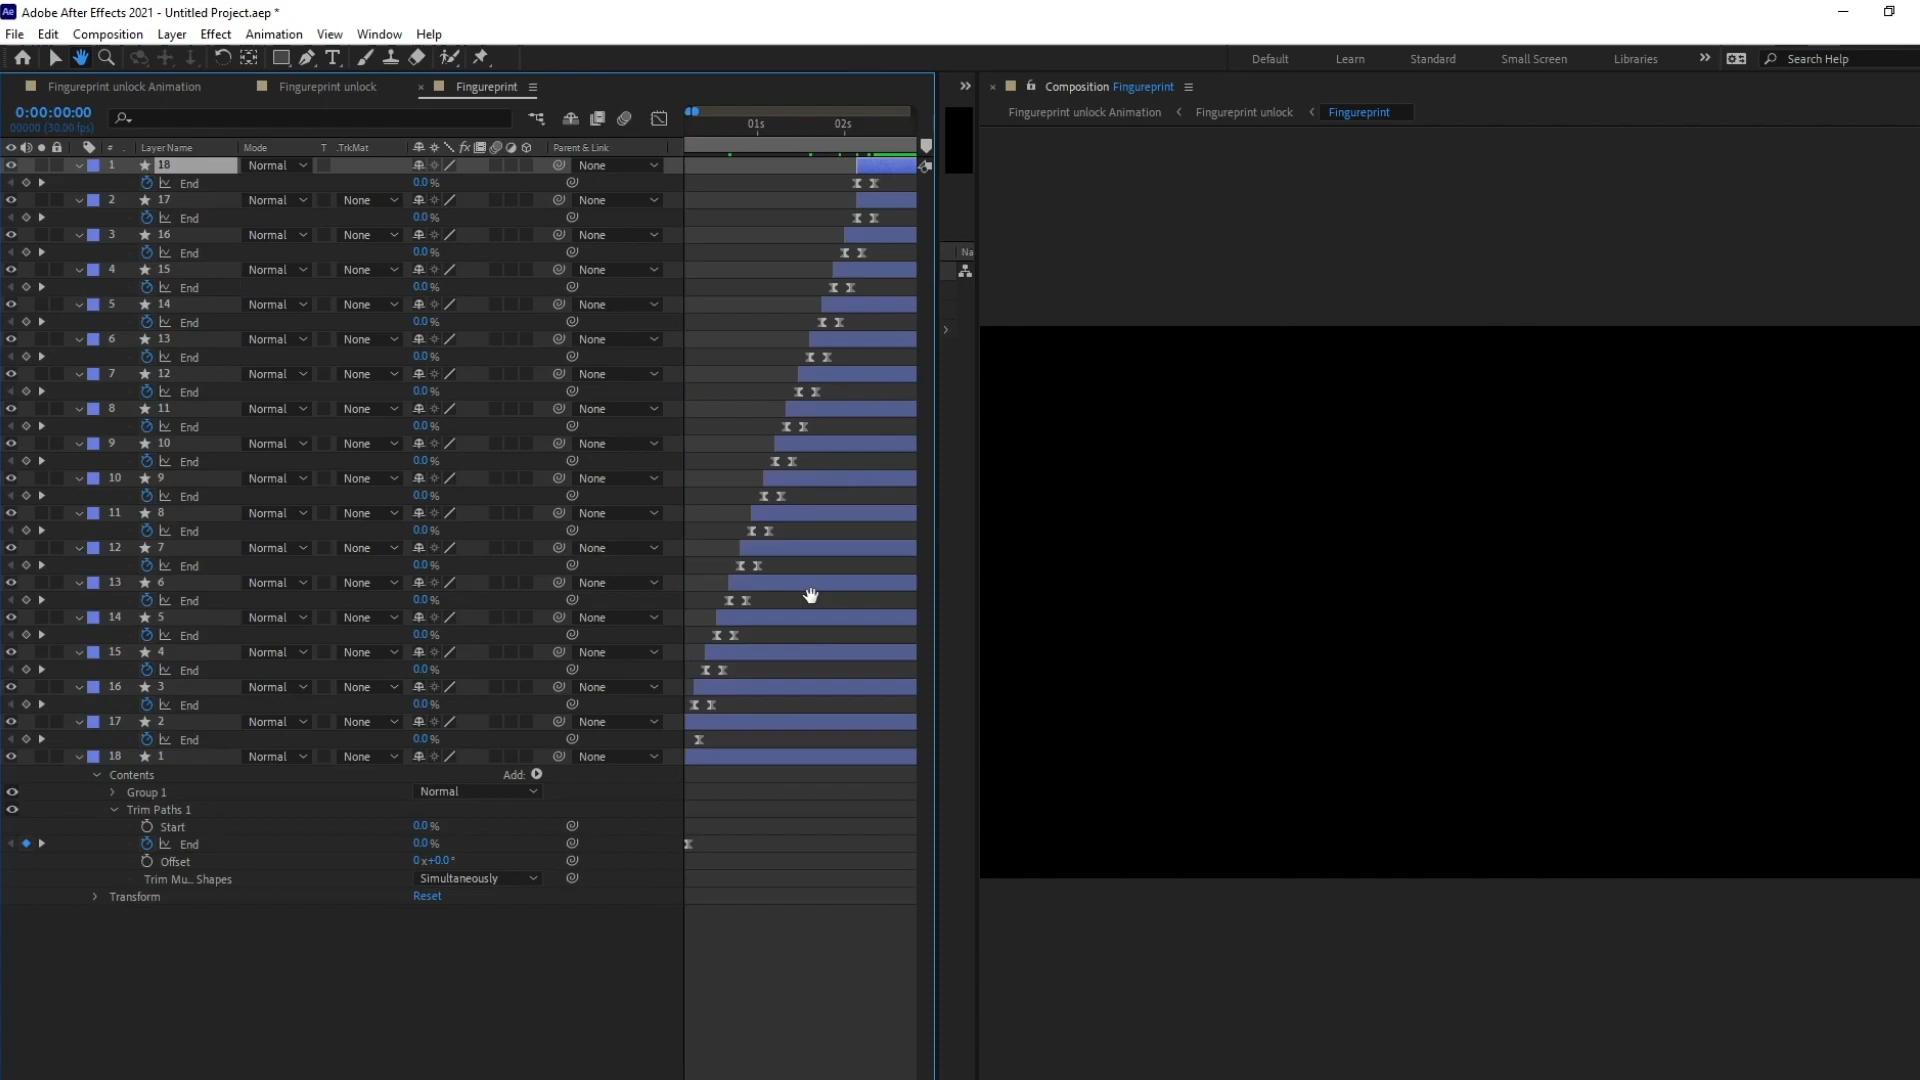 Ae Adobe After Effects 2021 - Untitled Project.aep *
File Edit Composition Layer Effect Animation View Window Help
Default Learn Standard Small Screen Libraries Search Help
Fingureprint unlock Animation Fingureprint unlock Fingureprint
Composition Fingureprint
0:00:00:00
00000 (30.00 fps)
Fingureprint unlock Animation Fingureprint unlock Fingureprint
01s 02s
# Layer Name Mode T .TrkMat Parent & Link
1 18 Normal None
End 0.0 %
2 17 Normal None None
End 0.0 %
3 16 Normal None None
End 0.0 %
Na
4 15 Normal None None
End 0.0 %
5 14 Normal None None
End 0.0 %
6 13 Normal None None
End 0.0 %
7 12 Normal None None
End 0.0 %
8 11 Normal None None
End 0.0 %
9 10 Normal None None
End 0.0 %
10 9 Normal None None
End 0.0 %
11 8 Normal None None
End 0.0 %
12 7 Normal None None
End 0.0 %
13 6 Normal None None
End 0.0 %
14 5 Normal None None
End 0.0 %
15 4 Normal None None
End 0.0 %
16 3 Normal None None
End 0.0 %
17 2 Normal None None
End 0.0 %
18 1 Normal None None
Contents Add:
Group 1 Normal
Trim Paths 1
Start 0.0 %
End 0.0 %
Offset 0 x+0.0 °
Trim Mu... Shapes Simultaneously
Transform Reset